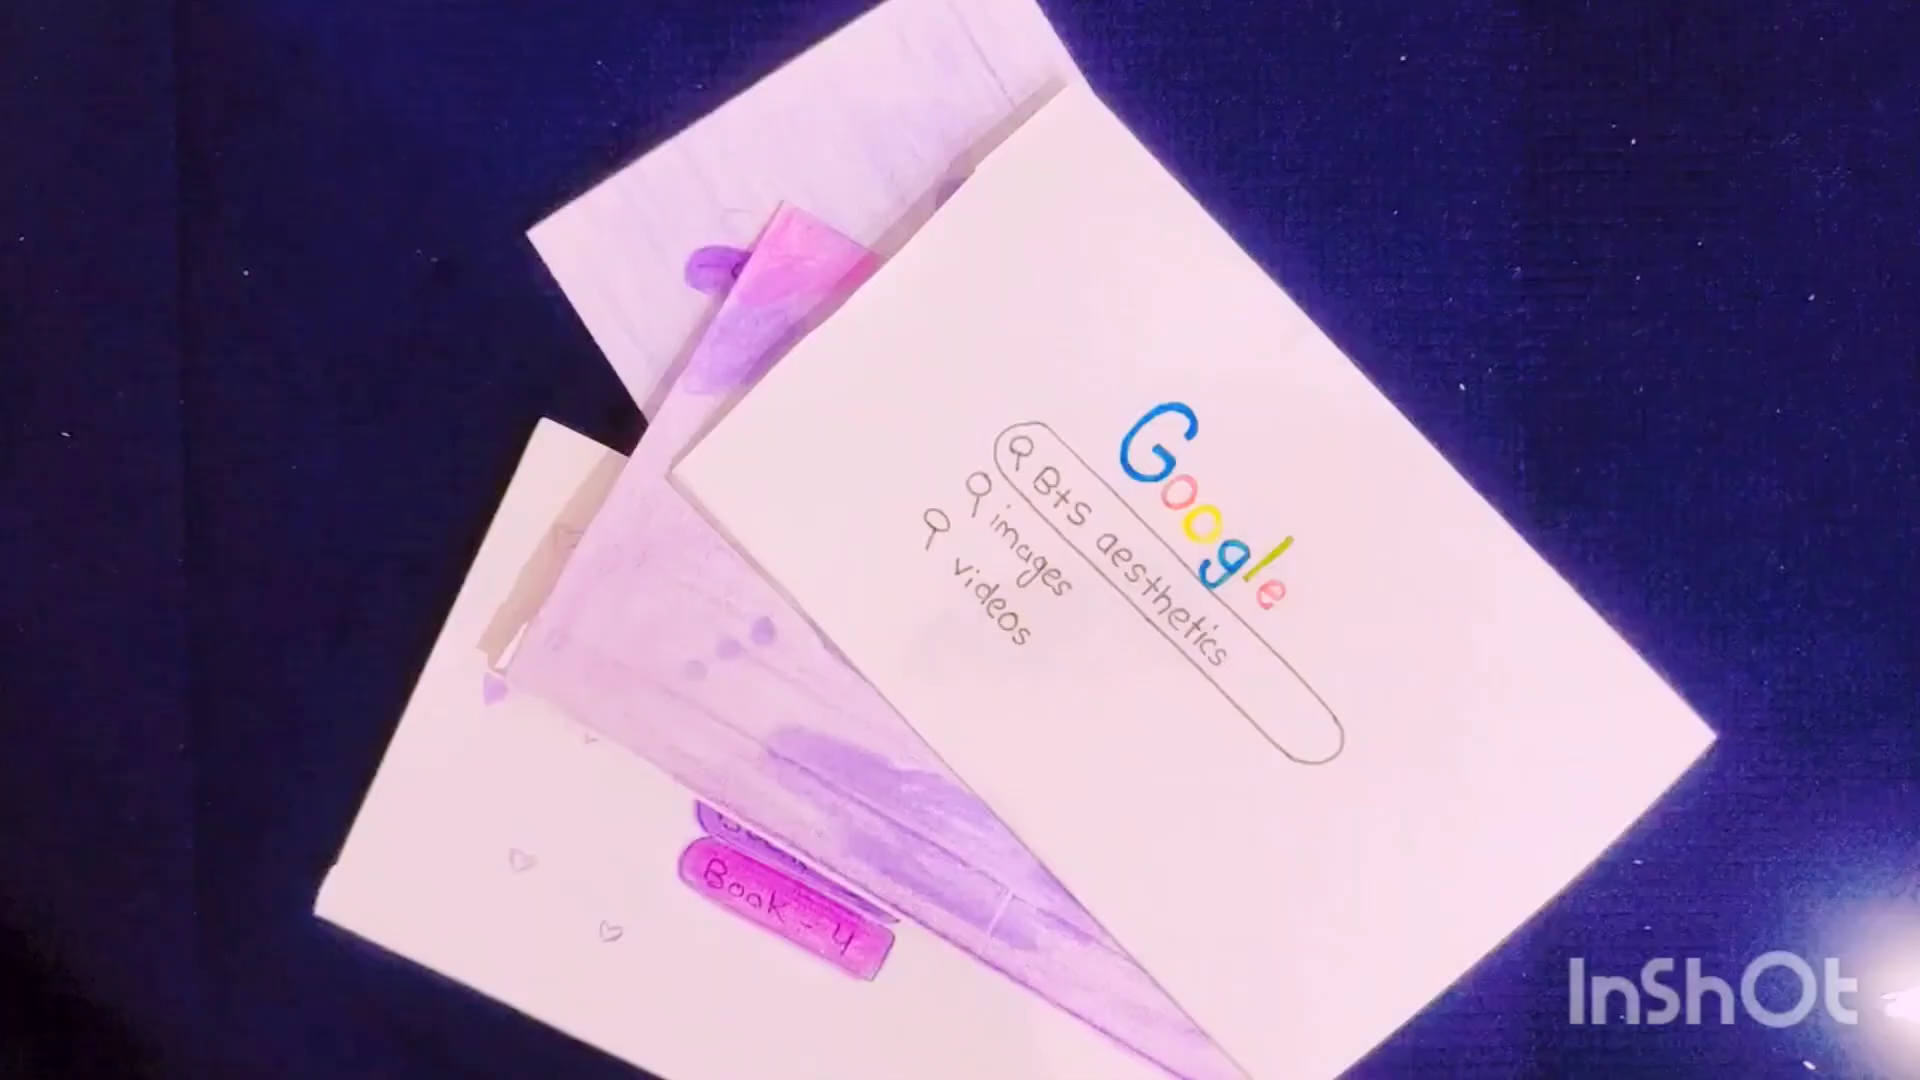 Google
Bts aesthetics
images
videos
Book - 4
InShOt